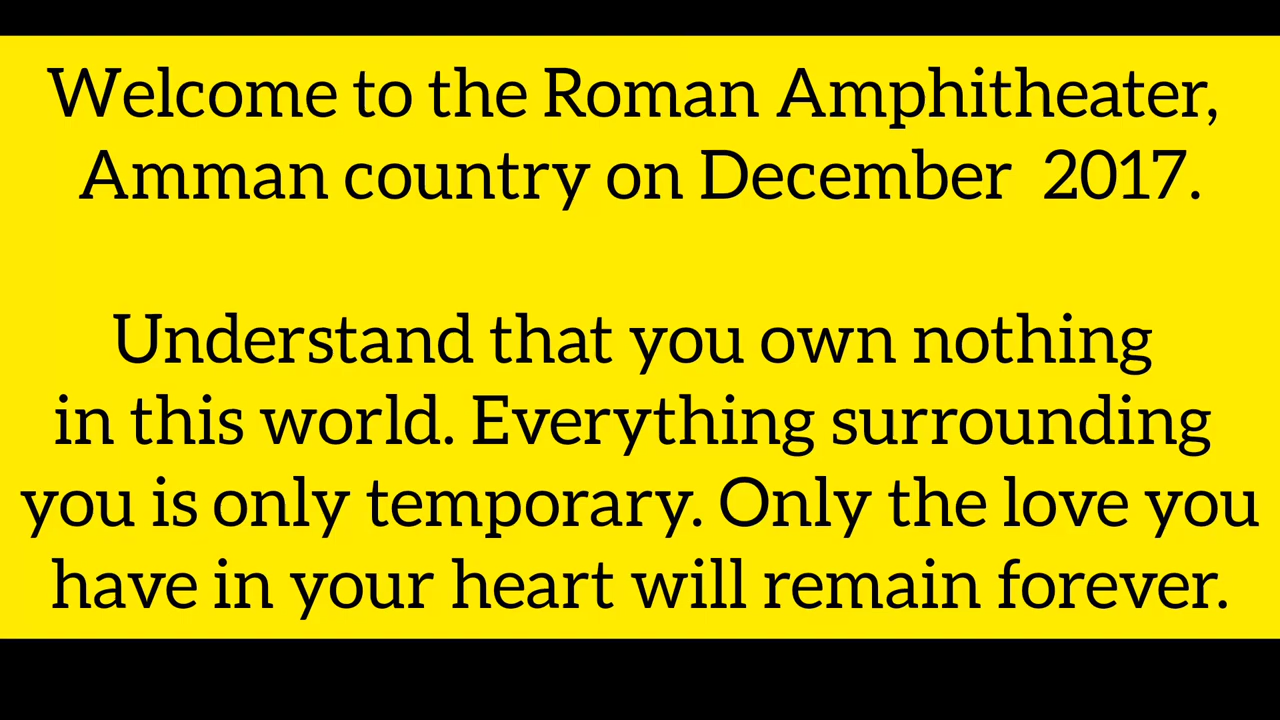 Welcome to the Roman Amphitheater,
Amman country on December  2017.
Understand that you own nothing
in this world. Everything surrounding
you is only temporary. Only the love you
have in your heart will remain forever.